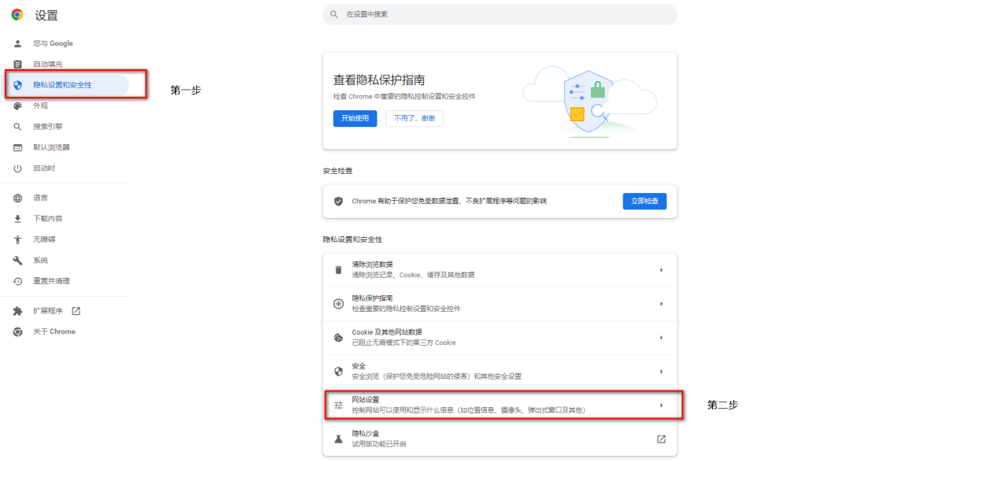 设置
在设置中搜索
您与 Google
自动填充
隐私设置和安全性
第一步
外观
搜索引擎
默认浏览器
启动时
语言
下载内容
无障碍
系统
重置并清理
扩展程序
关于 Chrome
查看隐私保护指南
检查 Chrome 中重要的隐私控制设置和安全控件
开始使用
不用了，谢谢
安全检查
Chrome 有助于保护您免受数据泄露、不良扩展程序等问题的影响
立即检查
隐私设置和安全性
清除浏览数据
清除浏览记录、Cookie、缓存及其他数据
隐私保护指南
检查重要的隐私控制设置和安全控件
Cookie 及其他网站数据
已阻止无痕模式下的第三方 Cookie
安全
安全浏览（保护您免受危险网站的侵害）和其他安全设置
网站设置
控制网站可以使用和显示什么信息（如位置信息、摄像头、弹出式窗口及其他）
第二步
隐私沙盒
试用版功能已开启